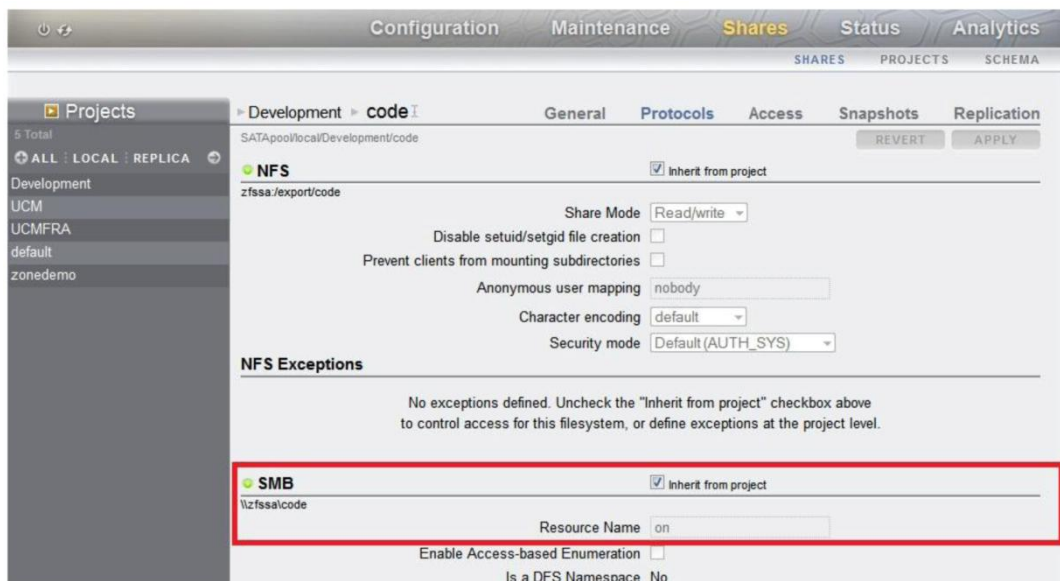 Configuration Maintenance Shares Status Analytics
SHARES PROJECTS SCHEMA
Projects
5 Total
ALL LOCAL REPLICA
Development
UCM
UCMFRA
default
zonedemo
Development code General Protocols Access Snapshots Replication
SATApool/local/Development/code REVERT APPLY
NFS Inherit from project
zfssa:/export/code
Share Mode Read/write
Disable setuid/setgid file creation
Prevent clients from mounting subdirectories
Anonymous user mapping nobody
Character encoding default
Security mode Default (AUTH_SYS)
NFS Exceptions
No exceptions defined. Uncheck the "Inherit from project" checkbox above
to control access for this filesystem, or define exceptions at the project level.
SMB Inherit from project
\\zfssa\code
Resource Name on
Enable Access-based Enumeration
Is a DFS Namespace No